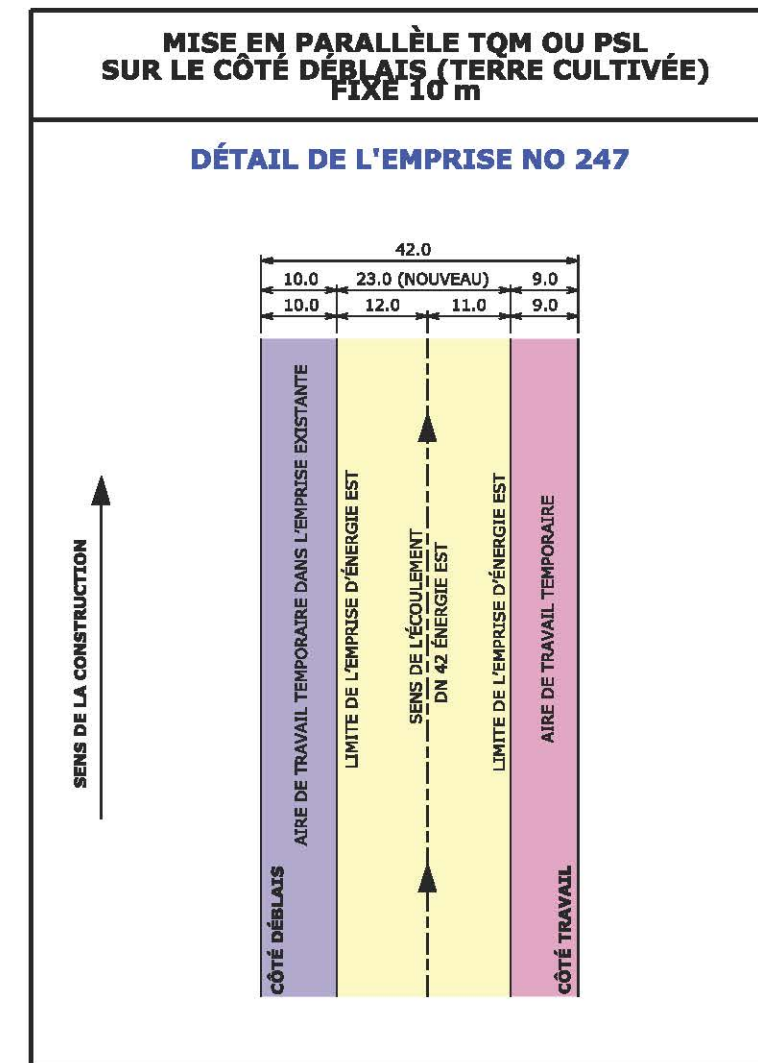 MISE EN PARALLÈLE TQM OU PSL
SUR LE CÔTÉ DÉBLAIS (TERRE CULTIVÉE)
FIXE 10 m
DÉTAIL DE L'EMPRISE NO 247
42.0
10.0 23.0 (NOUVEAU) 9.0
10.0 12.0 11.0 9.0
SENS DE LA CONSTRUCTION
CÔTÉ DÉBLAIS
AIRE DE TRAVAIL TEMPORAIRE DANS L'EMPRISE EXISTANTE
LIMITE DE L'EMPRISE D'ÉNERGIE EST
SENS DE L'ÉCOULEMENT
DN 42 ÉNERGIE EST
LIMITE DE L'EMPRISE D'ÉNERGIE EST
AIRE DE TRAVAIL TEMPORAIRE
CÔTÉ TRAVAIL